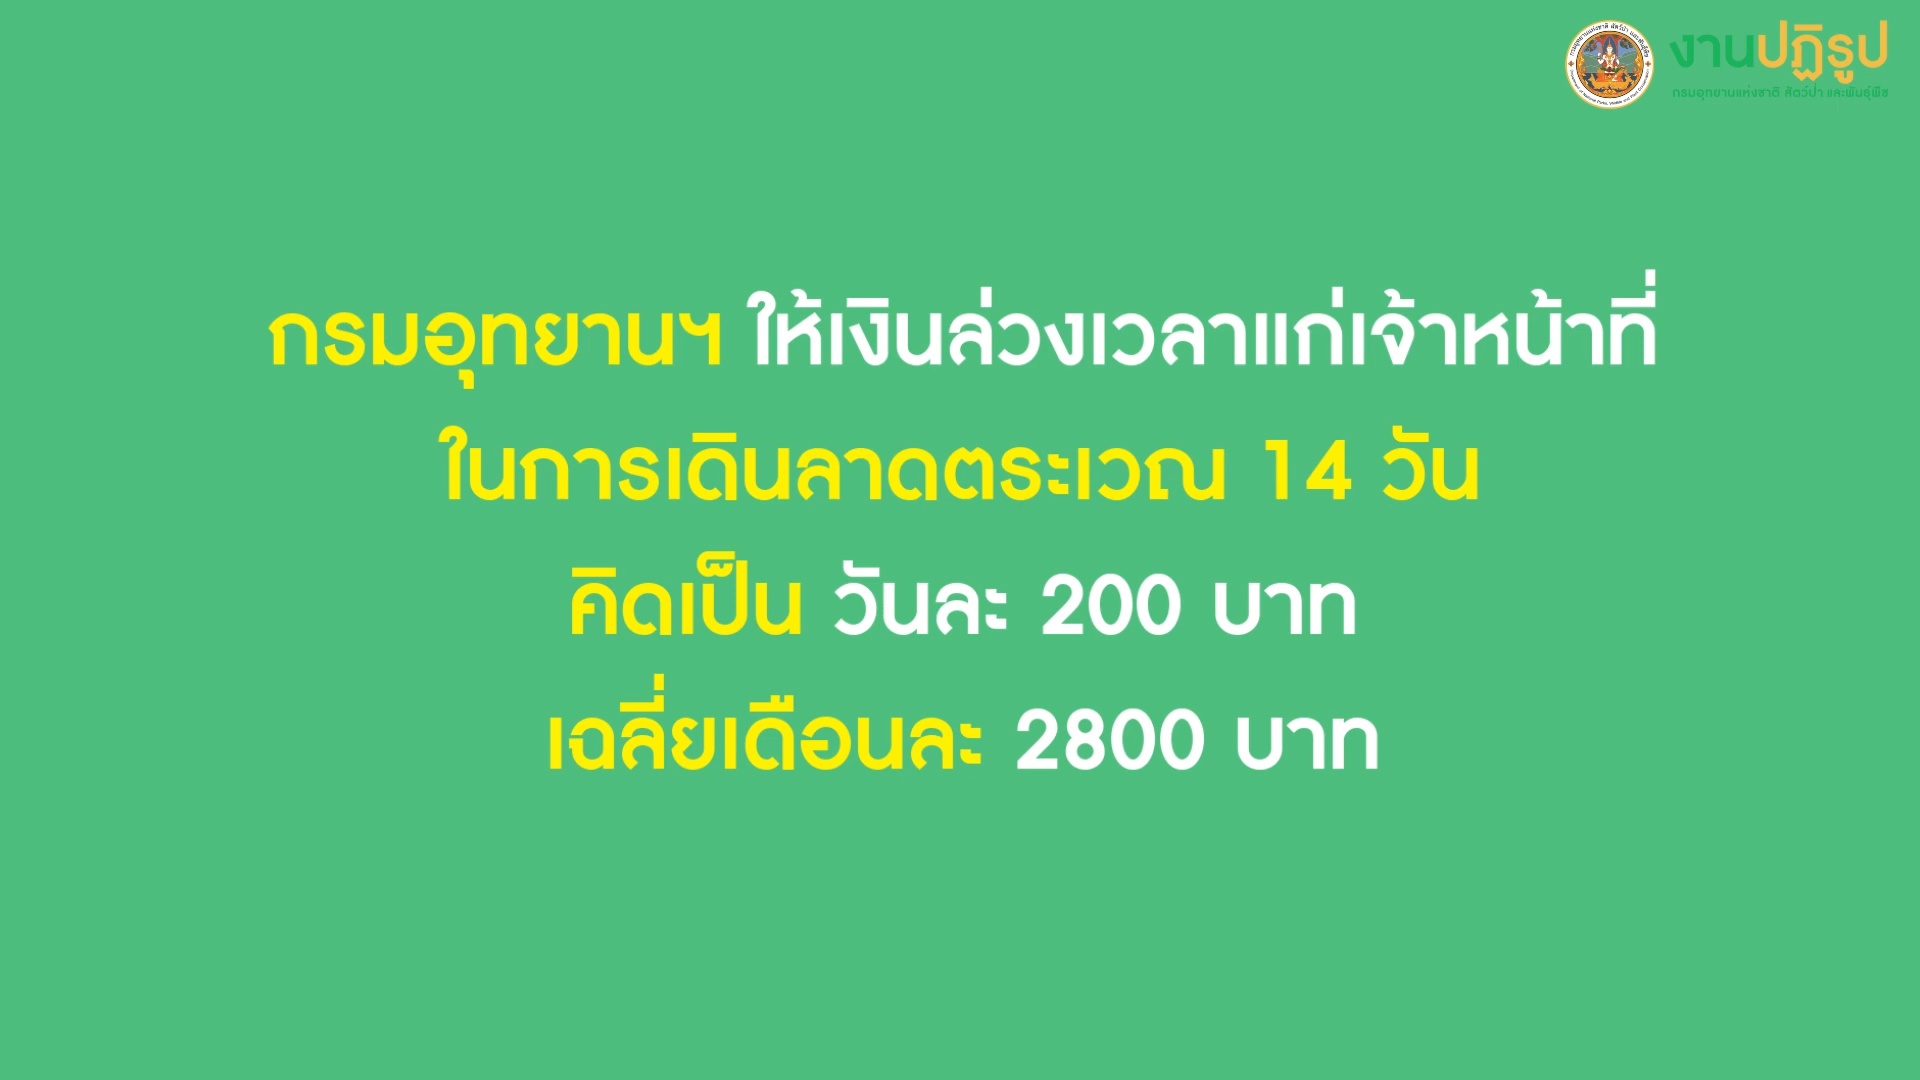 งานปฏิรูป
กรมอุทยานแห่งชาติ สัตว์ป่า และพันธุ์พืช
กรมอุทยานฯ ให้เงินล่วงเวลาแก่เจ้าหน้าที่
ในการเดินลาดตระเวณ 14 วัน
คิดเป็น วันละ 200 บาท
เฉลี่ยเดือนละ 2800 บาท